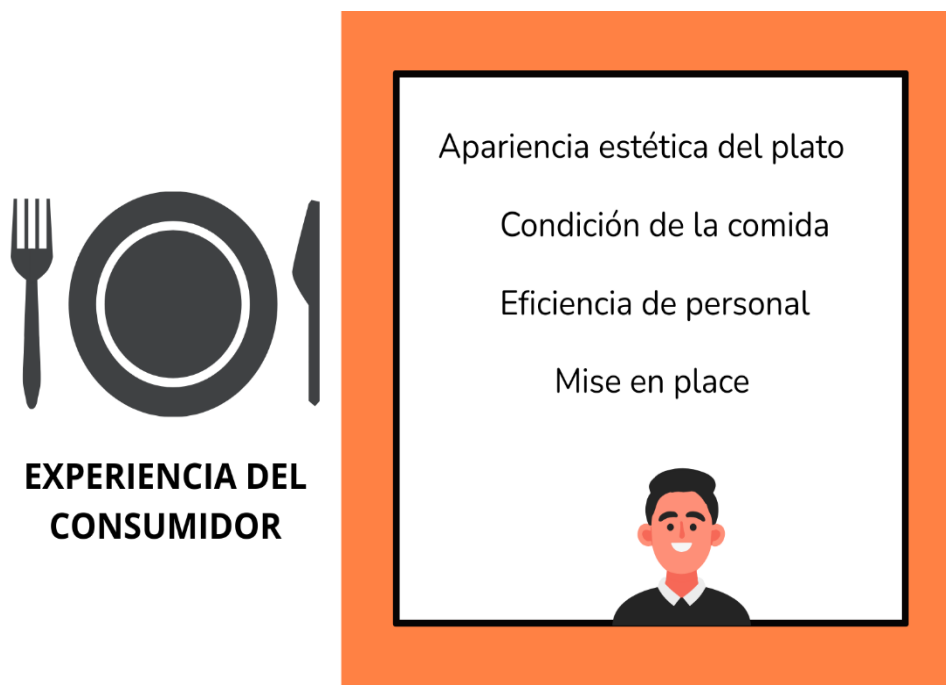 EXPERIENCIA DEL
CONSUMIDOR
Apariencia estética del plato
Condición de la comida
Eficiencia de personal
Mise en place